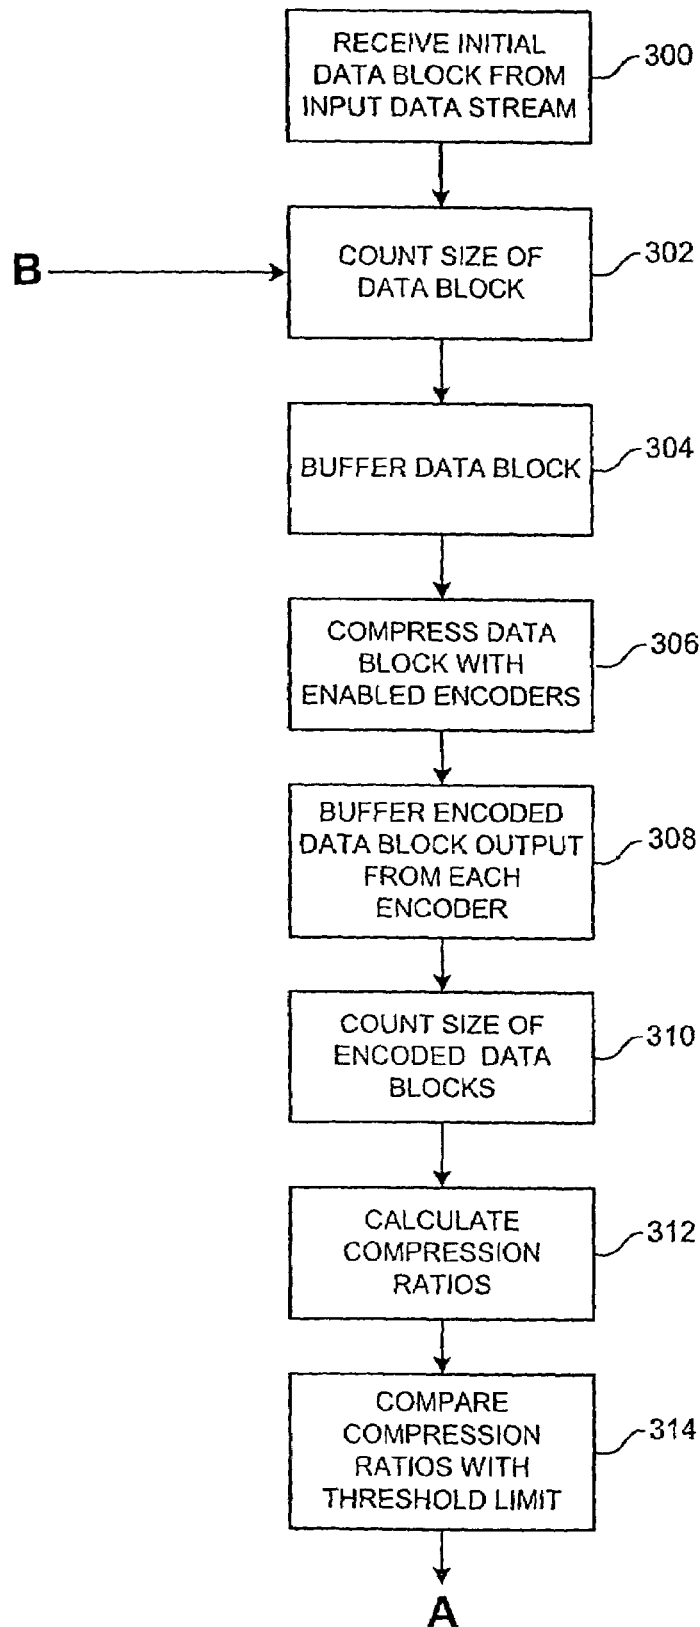 RECEIVE INITIAL
DATA BLOCK FROM
INPUT DATA STREAM
300
B
COUNT SIZE OF
DATA BLOCK
302
BUFFER DATA BLOCK
304
COMPRESS DATA
BLOCK WITH
ENABLED ENCODERS
306
BUFFER ENCODED
DATA BLOCK OUTPUT
FROM EACH
ENCODER
308
COUNT SIZE OF
ENCODED DATA
BLOCKS
310
CALCULATE
COMPRESSION
RATIOS
312
COMPARE
COMPRESSION
RATIOS WITH
THRESHOLD LIMIT
314
A